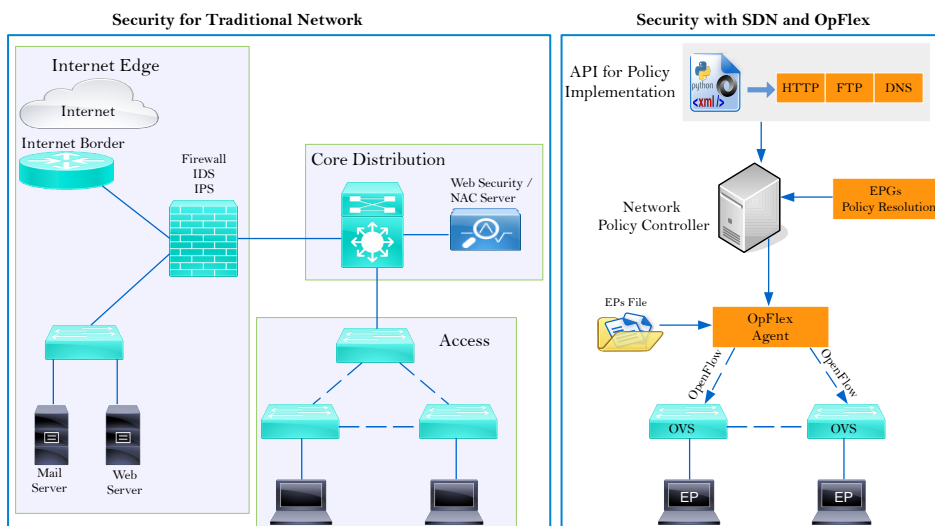 Security for Traditional Network
Internet Edge
Internet
Internet Border
Firewall
IDS
IPS
Core Distribution
Web Security /
NAC Server
Access
Mail
Server
Web
Server
Security with SDN and OpFlex
API for Policy
Implementation
python
<xml/>
HTTP
FTP
DNS
Network
Policy Controller
EPGs
Policy Resolution
EPs File
OpFlex
Agent
OpenFlow
OpenFlow
OVS
OVS
EP
EP